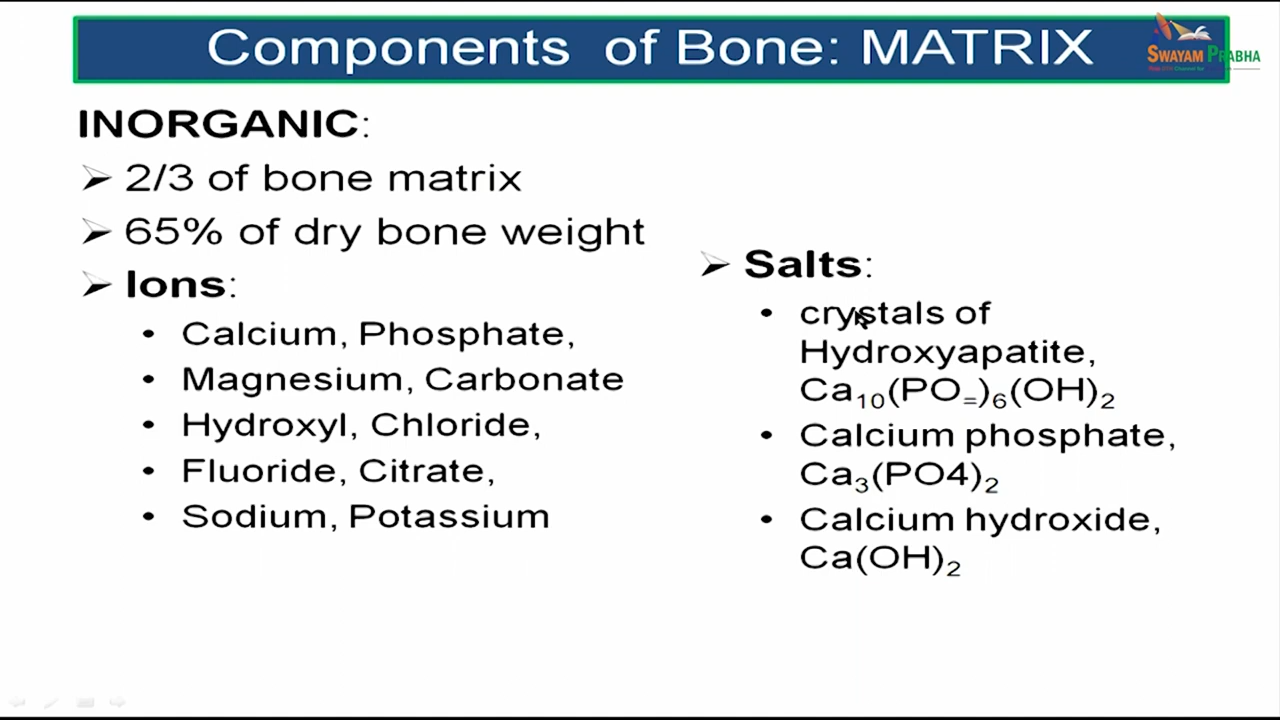 Components of Bone: MATRIX
SWAYAM PRABHA
INORGANIC:
➢ 2/3 of bone matrix
➢ 65% of dry bone weight
➢ Ions:
• Calcium, Phosphate,
• Magnesium, Carbonate
• Hydroxyl, Chloride,
• Fluoride, Citrate,
• Sodium, Potassium
➢ Salts:
• crystals of
Hydroxyapatite,
Ca₁₀(PO₌)₆(OH)₂
• Calcium phosphate,
Ca₃(PO4)₂
• Calcium hydroxide,
Ca(OH)₂